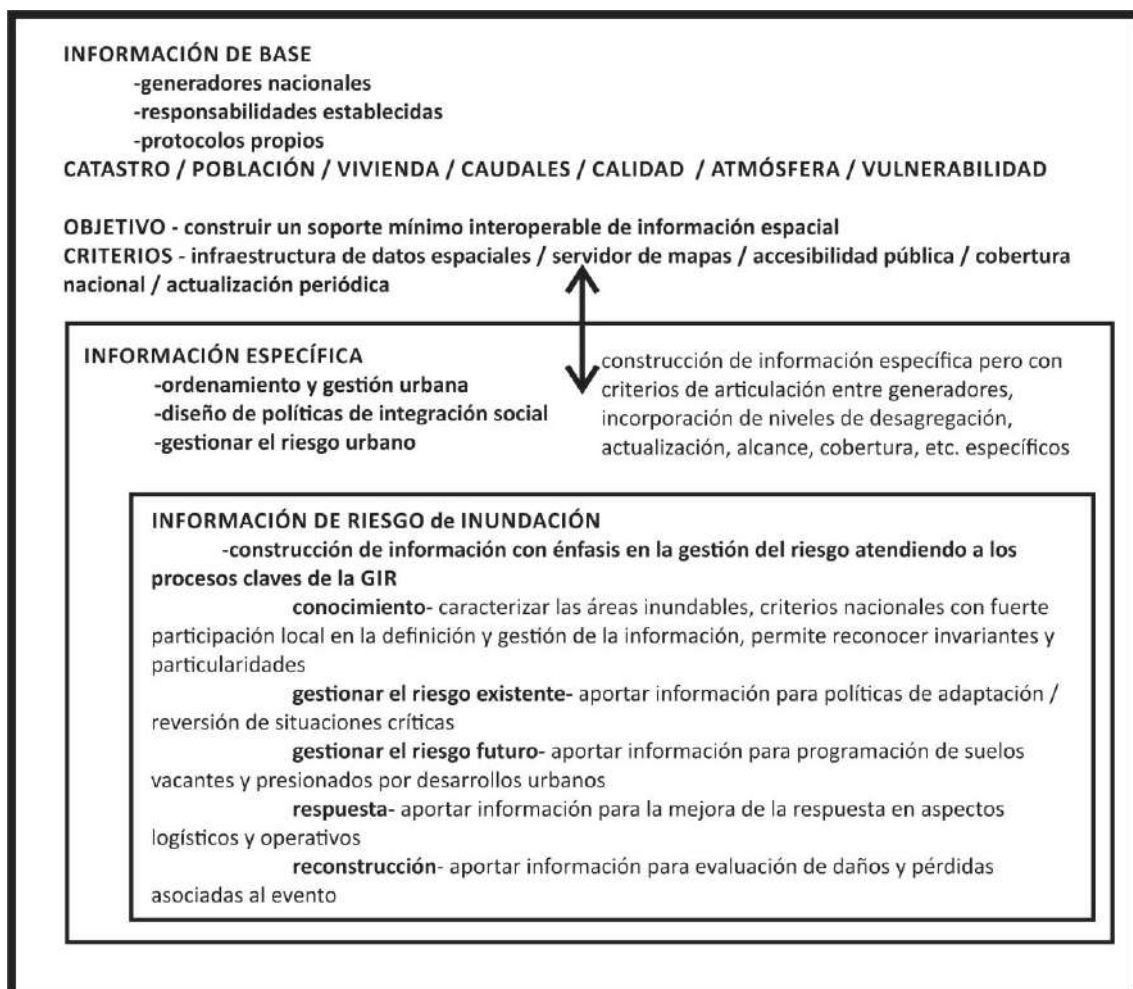 INFORMACIÓN DE BASE
-generadores nacionales
-responsabilidades establecidas
-protocolos propios
CATASTRO / POBLACIÓN / VIVIENDA / CAUDALES / CALIDAD / ATMÓSFERA / VULNERABILIDAD
OBJETIVO - construir un soporte mínimo interoperable de información espacial
CRITERIOS - infraestructura de datos espaciales / servidor de mapas / accesibilidad pública / cobertura
nacional / actualización periódica
INFORMACIÓN ESPECÍFICA
-ordenamiento y gestión urbana
-diseño de políticas de integración social
-gestionar el riesgo urbano
construcción de información específica pero con
criterios de articulación entre generadores,
incorporación de niveles de desagregación,
actualización, alcance, cobertura, etc. específicos
INFORMACIÓN DE RIESGO de INUNDACIÓN
-construcción de información con énfasis en la gestión del riesgo atendiendo a los
procesos claves de la GIR
conocimiento- caracterizar las áreas inundables, criterios nacionales con fuerte
participación local en la definición y gestión de la información, permite reconocer invariantes y
particularidades
gestionar el riesgo existente- aportar información para políticas de adaptación /
reversión de situaciones críticas
gestionar el riesgo futuro- aportar información para programación de suelos
vacantes y presionados por desarrollos urbanos
respuesta- aportar información para la mejora de la respuesta en aspectos
logísticos y operativos
reconstrucción- aportar información para evaluación de daños y pérdidas
asociadas al evento